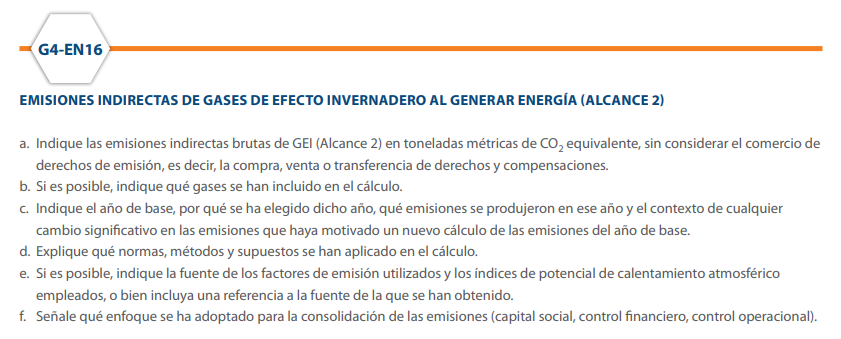 G4-EN16
EMISIONES INDIRECTAS DE GASES DE EFECTO INVERNADERO AL GENERAR ENERGÍA (ALCANCE 2)
a. Indique las emisiones indirectas brutas de GEI (Alcance 2) en toneladas métricas de CO₂ equivalente, sin considerar el comercio de
derechos de emisión, es decir, la compra, venta o transferencia de derechos y compensaciones.
b. Si es posible, indique qué gases se han incluido en el cálculo.
c. Indique el año de base, por qué se ha elegido dicho año, qué emisiones se produjeron en ese año y el contexto de cualquier
cambio significativo en las emisiones que haya motivado un nuevo cálculo de las emisiones del año de base.
d. Explique qué normas, métodos y supuestos se han aplicado en el cálculo.
e. Si es posible, indique la fuente de los factores de emisión utilizados y los índices de potencial de calentamiento atmosférico
empleados, o bien incluya una referencia a la fuente de la que se han obtenido.
f. Señale qué enfoque se ha adoptado para la consolidación de las emisiones (capital social, control financiero, control operacional).